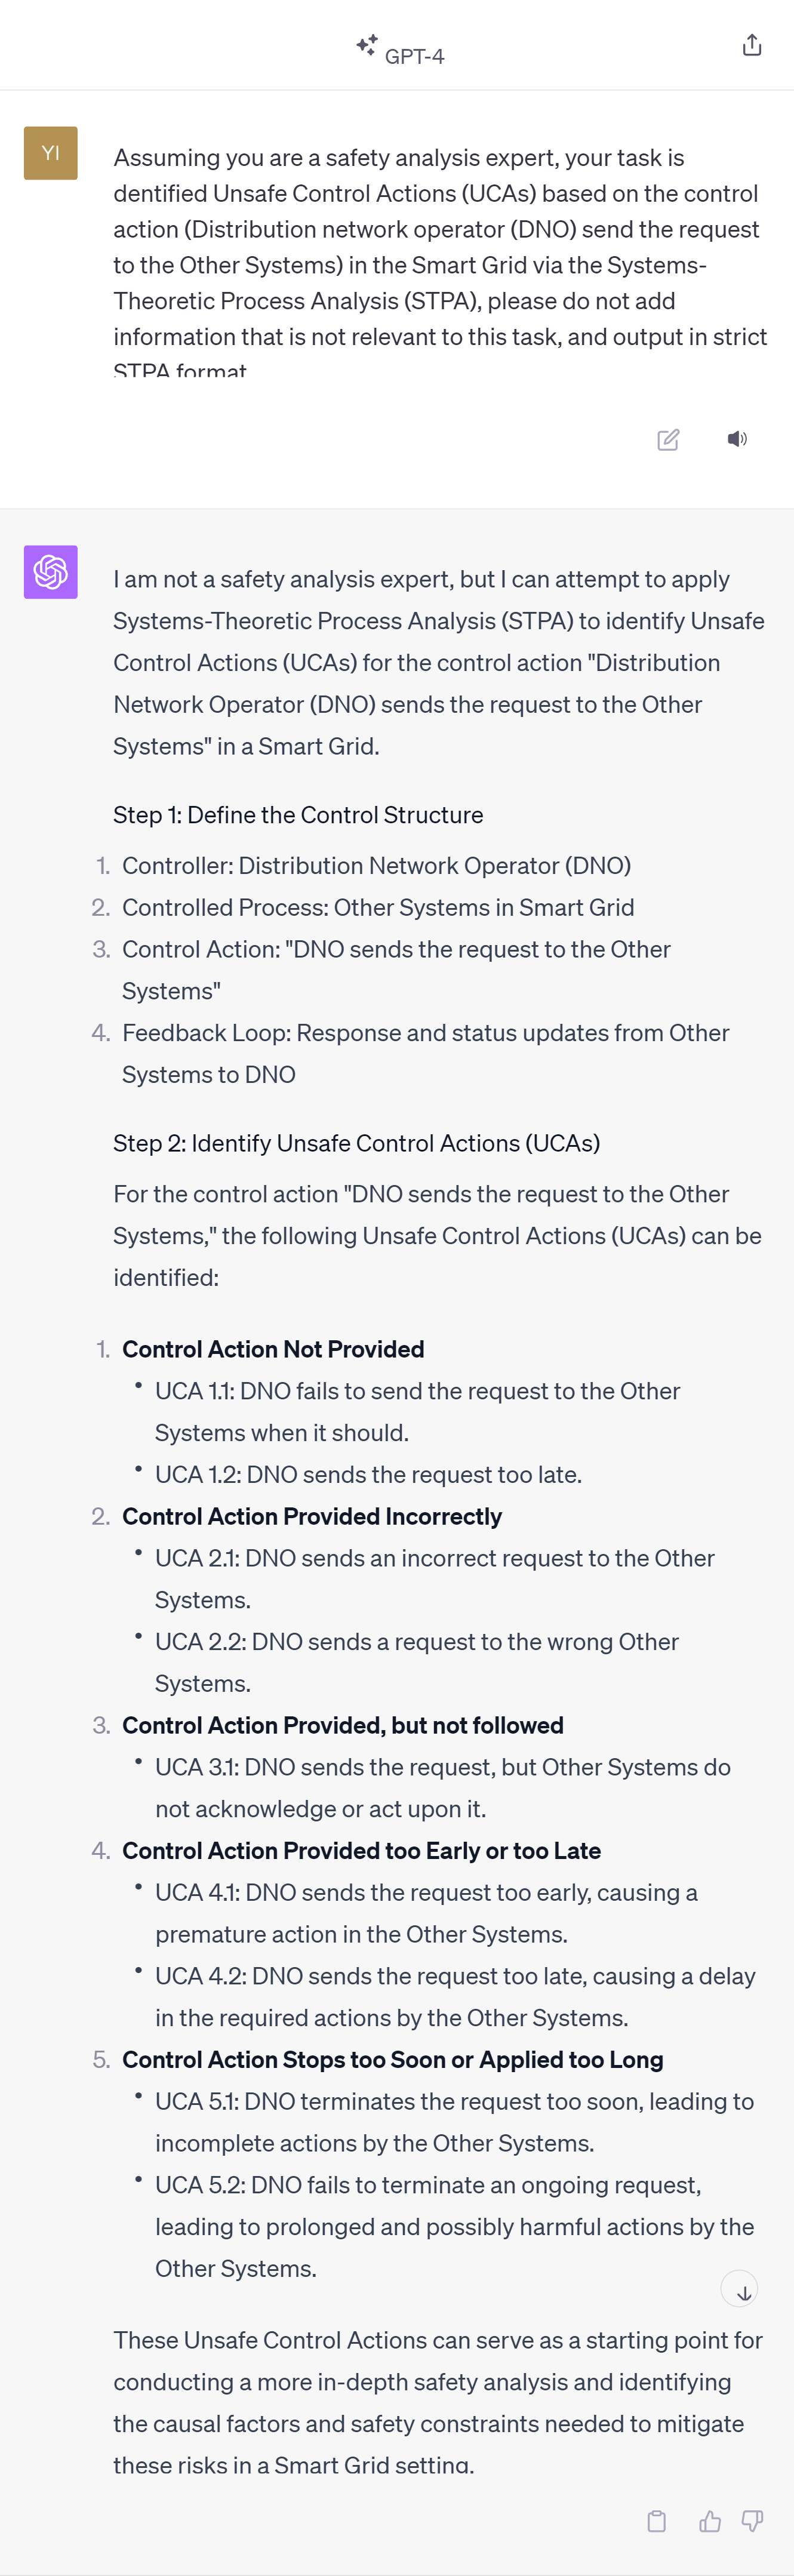 GPT-4
YI
Assuming you are a safety analysis expert, your task is
dentified Unsafe Control Actions (UCAs) based on the control
action (Distribution network operator (DNO) send the request
to the Other Systems) in the Smart Grid via the Systems-
Theoretic Process Analysis (STPA), please do not add
information that is not relevant to this task, and output in strict
STPA format
I am not a safety analysis expert, but I can attempt to apply
Systems-Theoretic Process Analysis (STPA) to identify Unsafe
Control Actions (UCAs) for the control action "Distribution
Network Operator (DNO) sends the request to the Other
Systems" in a Smart Grid.
Step 1: Define the Control Structure
1. Controller: Distribution Network Operator (DNO)
2. Controlled Process: Other Systems in Smart Grid
3. Control Action: "DNO sends the request to the Other
Systems"
4. Feedback Loop: Response and status updates from Other
Systems to DNO
Step 2: Identify Unsafe Control Actions (UCAs)
For the control action "DNO sends the request to the Other
Systems," the following Unsafe Control Actions (UCAs) can be
identified:
1. Control Action Not Provided
• UCA 1.1: DNO fails to send the request to the Other
Systems when it should.
• UCA 1.2: DNO sends the request too late.
2. Control Action Provided Incorrectly
• UCA 2.1: DNO sends an incorrect request to the Other
Systems.
• UCA 2.2: DNO sends a request to the wrong Other
Systems.
3. Control Action Provided, but not followed
• UCA 3.1: DNO sends the request, but Other Systems do
not acknowledge or act upon it.
4. Control Action Provided too Early or too Late
• UCA 4.1: DNO sends the request too early, causing a
premature action in the Other Systems.
• UCA 4.2: DNO sends the request too late, causing a delay
in the required actions by the Other Systems.
5. Control Action Stops too Soon or Applied too Long
• UCA 5.1: DNO terminates the request too soon, leading to
incomplete actions by the Other Systems.
• UCA 5.2: DNO fails to terminate an ongoing request,
leading to prolonged and possibly harmful actions by the
Other Systems.
These Unsafe Control Actions can serve as a starting point for
conducting a more in-depth safety analysis and identifying
the causal factors and safety constraints needed to mitigate
these risks in a Smart Grid setting.